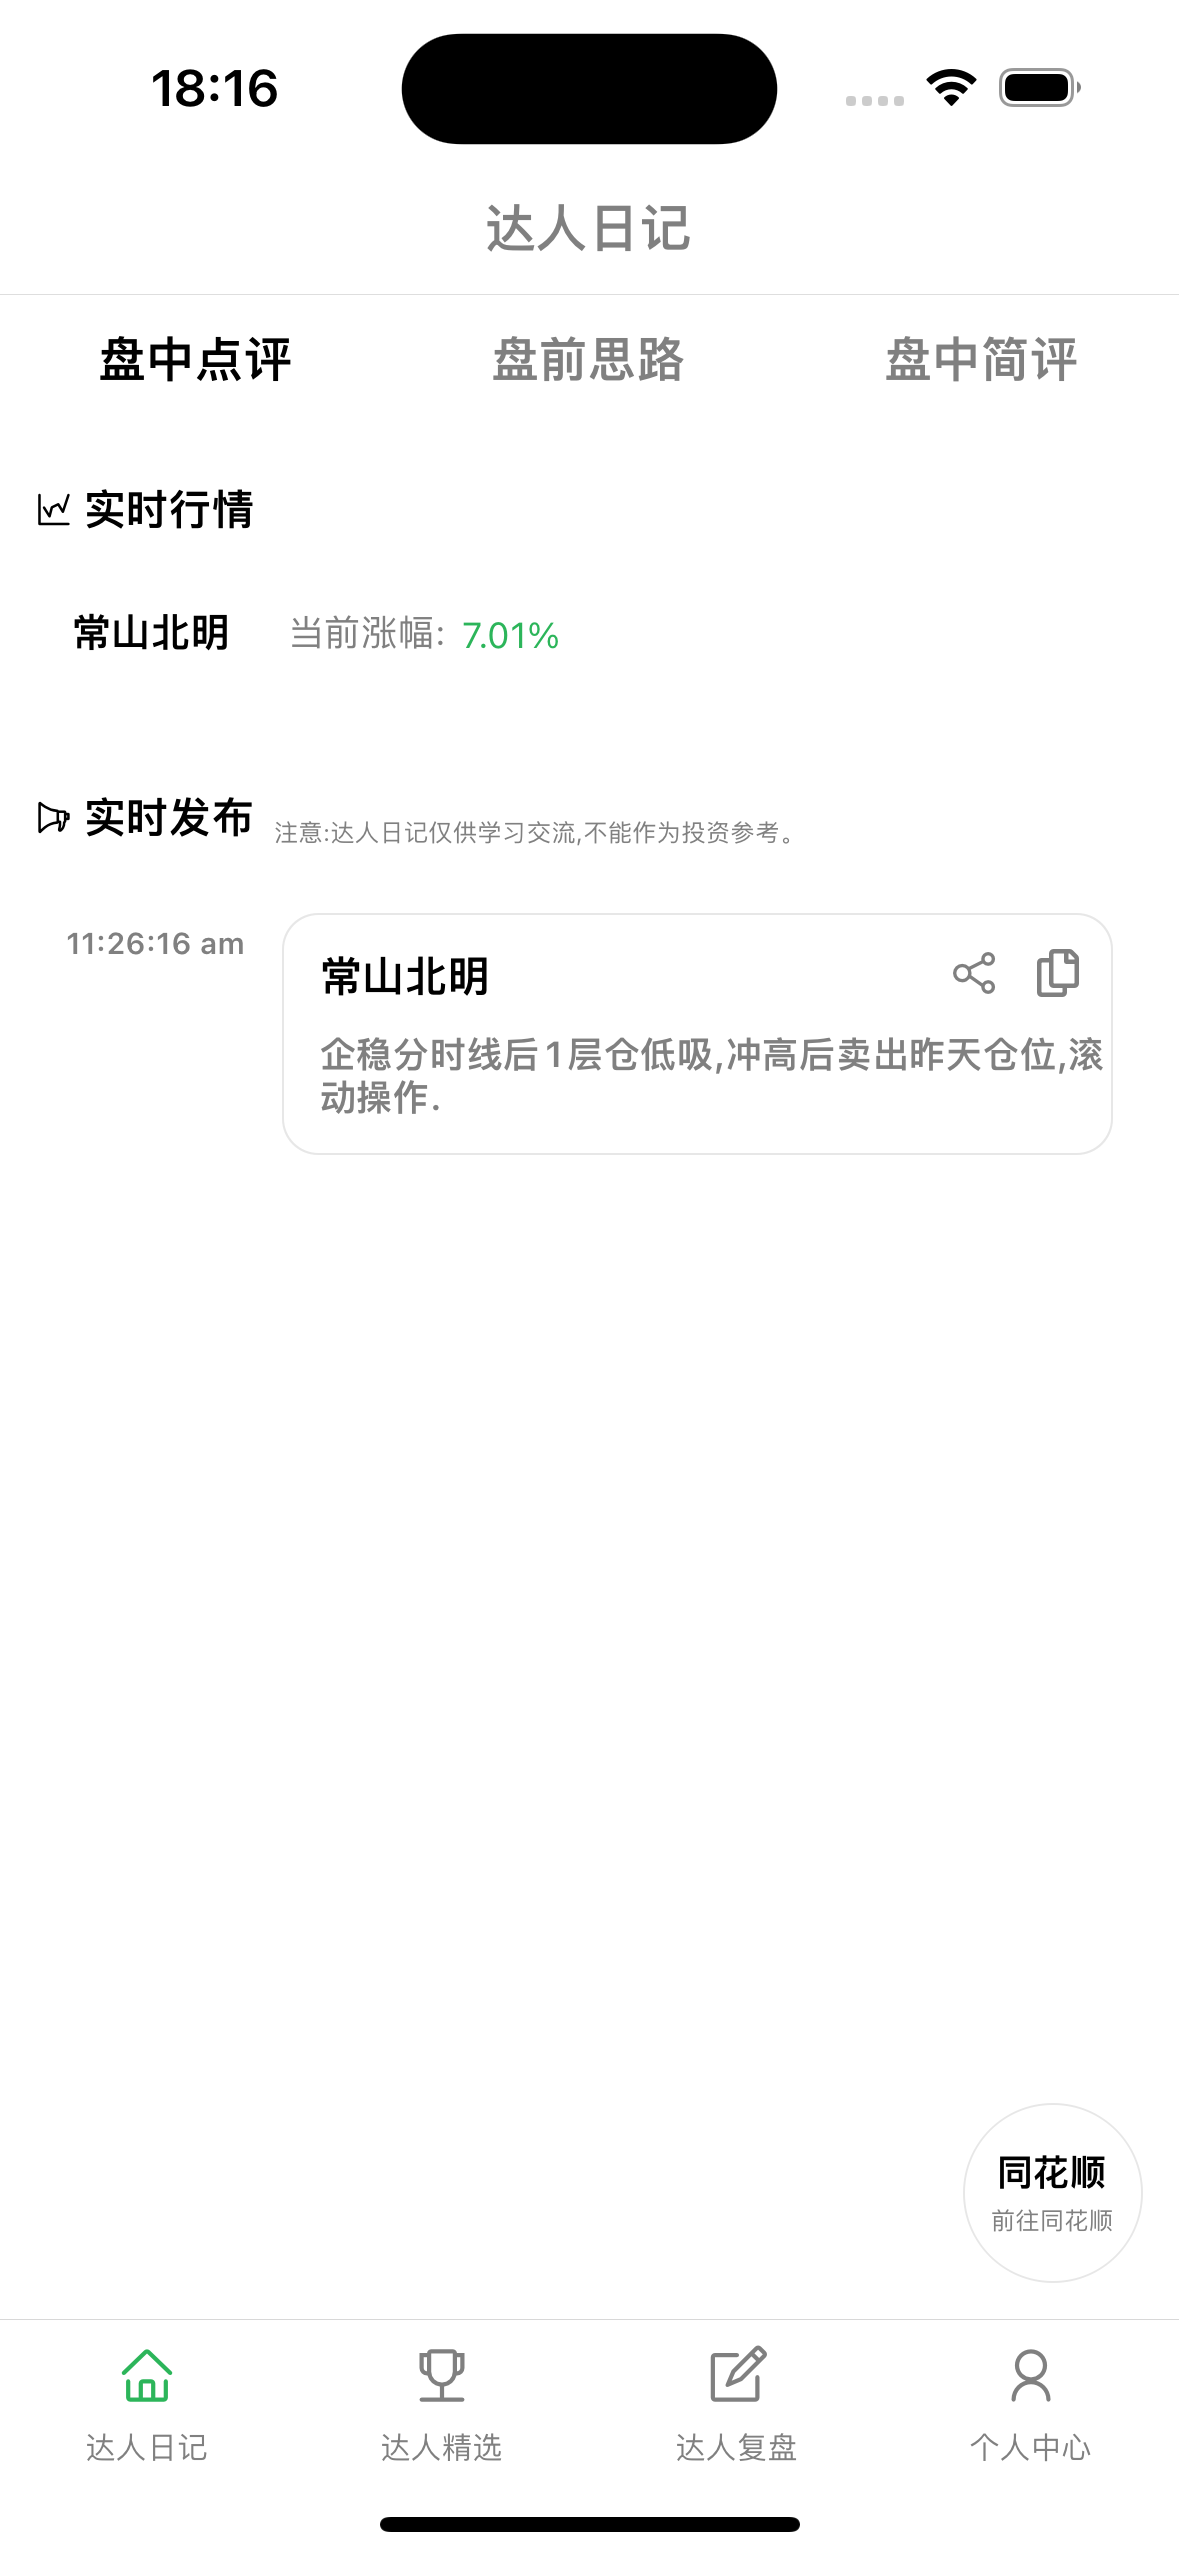 18:16
达人日记
盘中点评 盘前思路 盘中简评
实时行情
常山北明 当前涨幅: 7.01%
实时发布 注意:达人日记仅供学习交流,不能作为投资参考。
11:26:16 am
常山北明
企稳分时线后1层仓低吸,冲高后卖出昨天仓位,滚
动操作.
同花顺
前往同花顺
达人日记 达人精选 达人复盘 个人中心